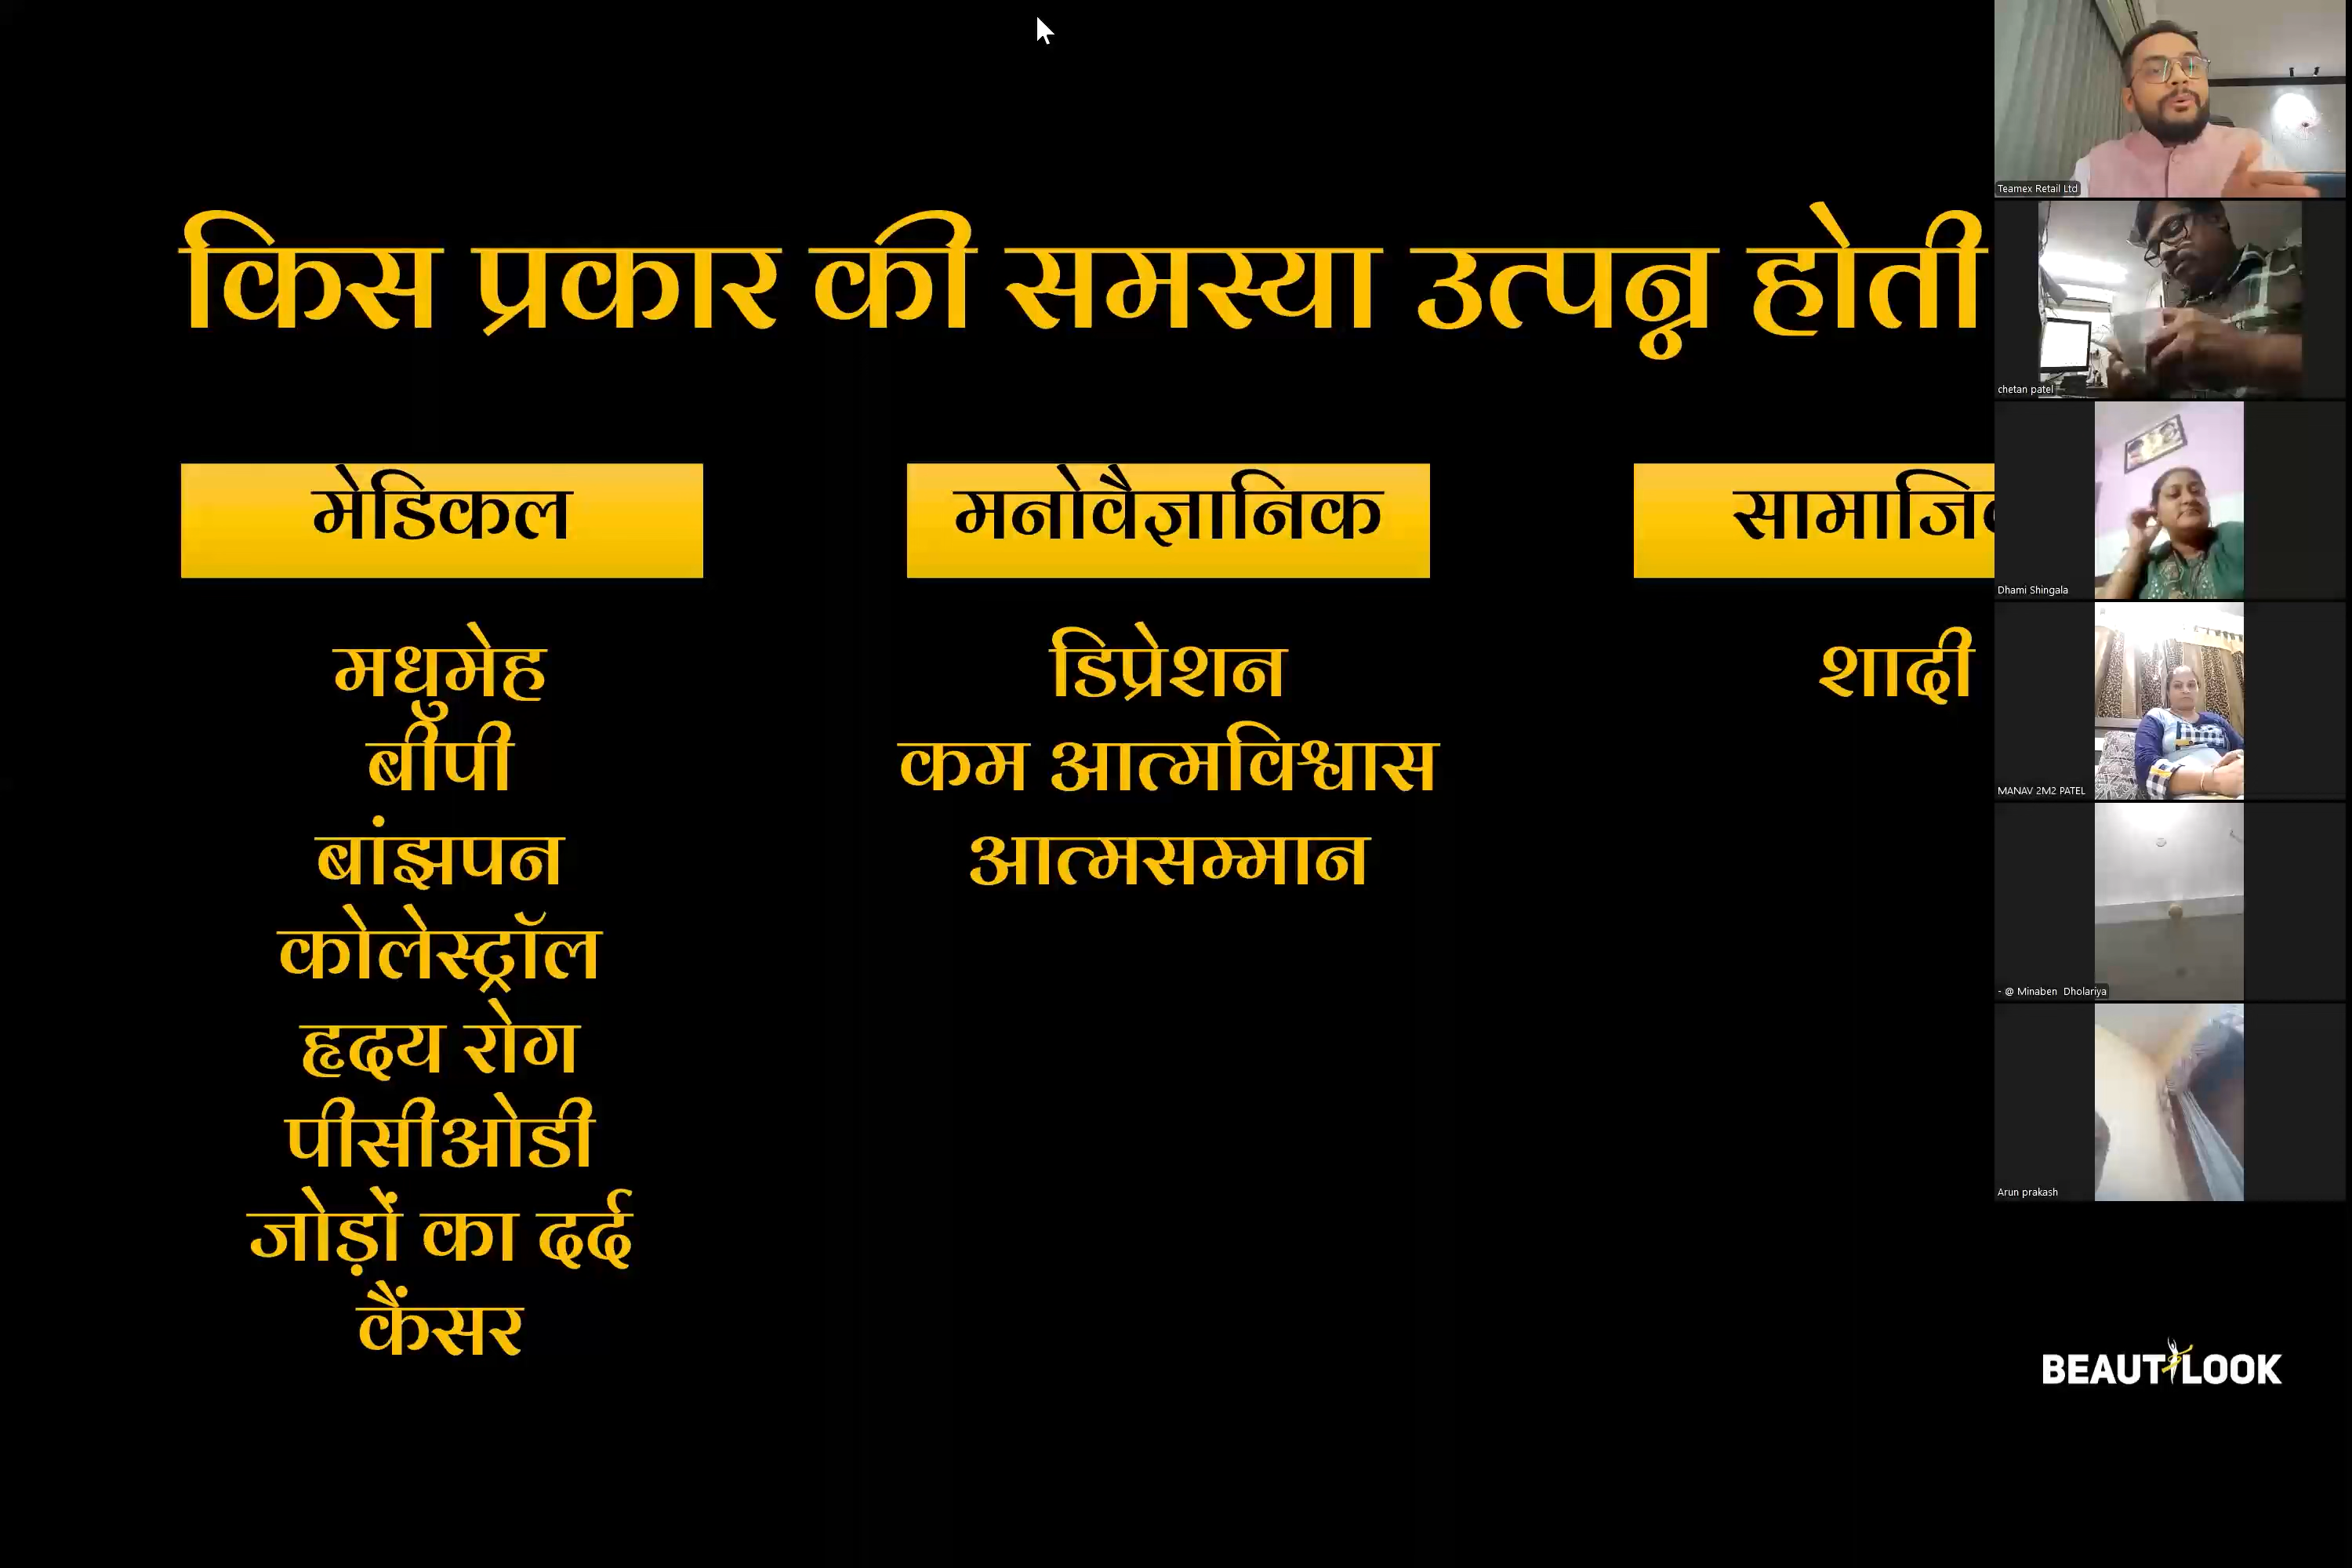 किस प्रकार की समस्या उत्पन्न होती
मेडिकल
मधुमेह
बीपी
बांझपन
कोलेस्ट्रॉल
हृदय रोग
पीसीओडी
जोड़ों का दर्द
कैंसर
मनोवैज्ञानिक
डिप्रेशन
कम आत्मविश्वास
आत्मसम्मान
शादी
Teamex Retail Ltd
chetan patel
Dhami Shingala
MANAV 2M2 PATEL
- @ Minaben Dholariya
Arun prakash
BEAUTYLOOK